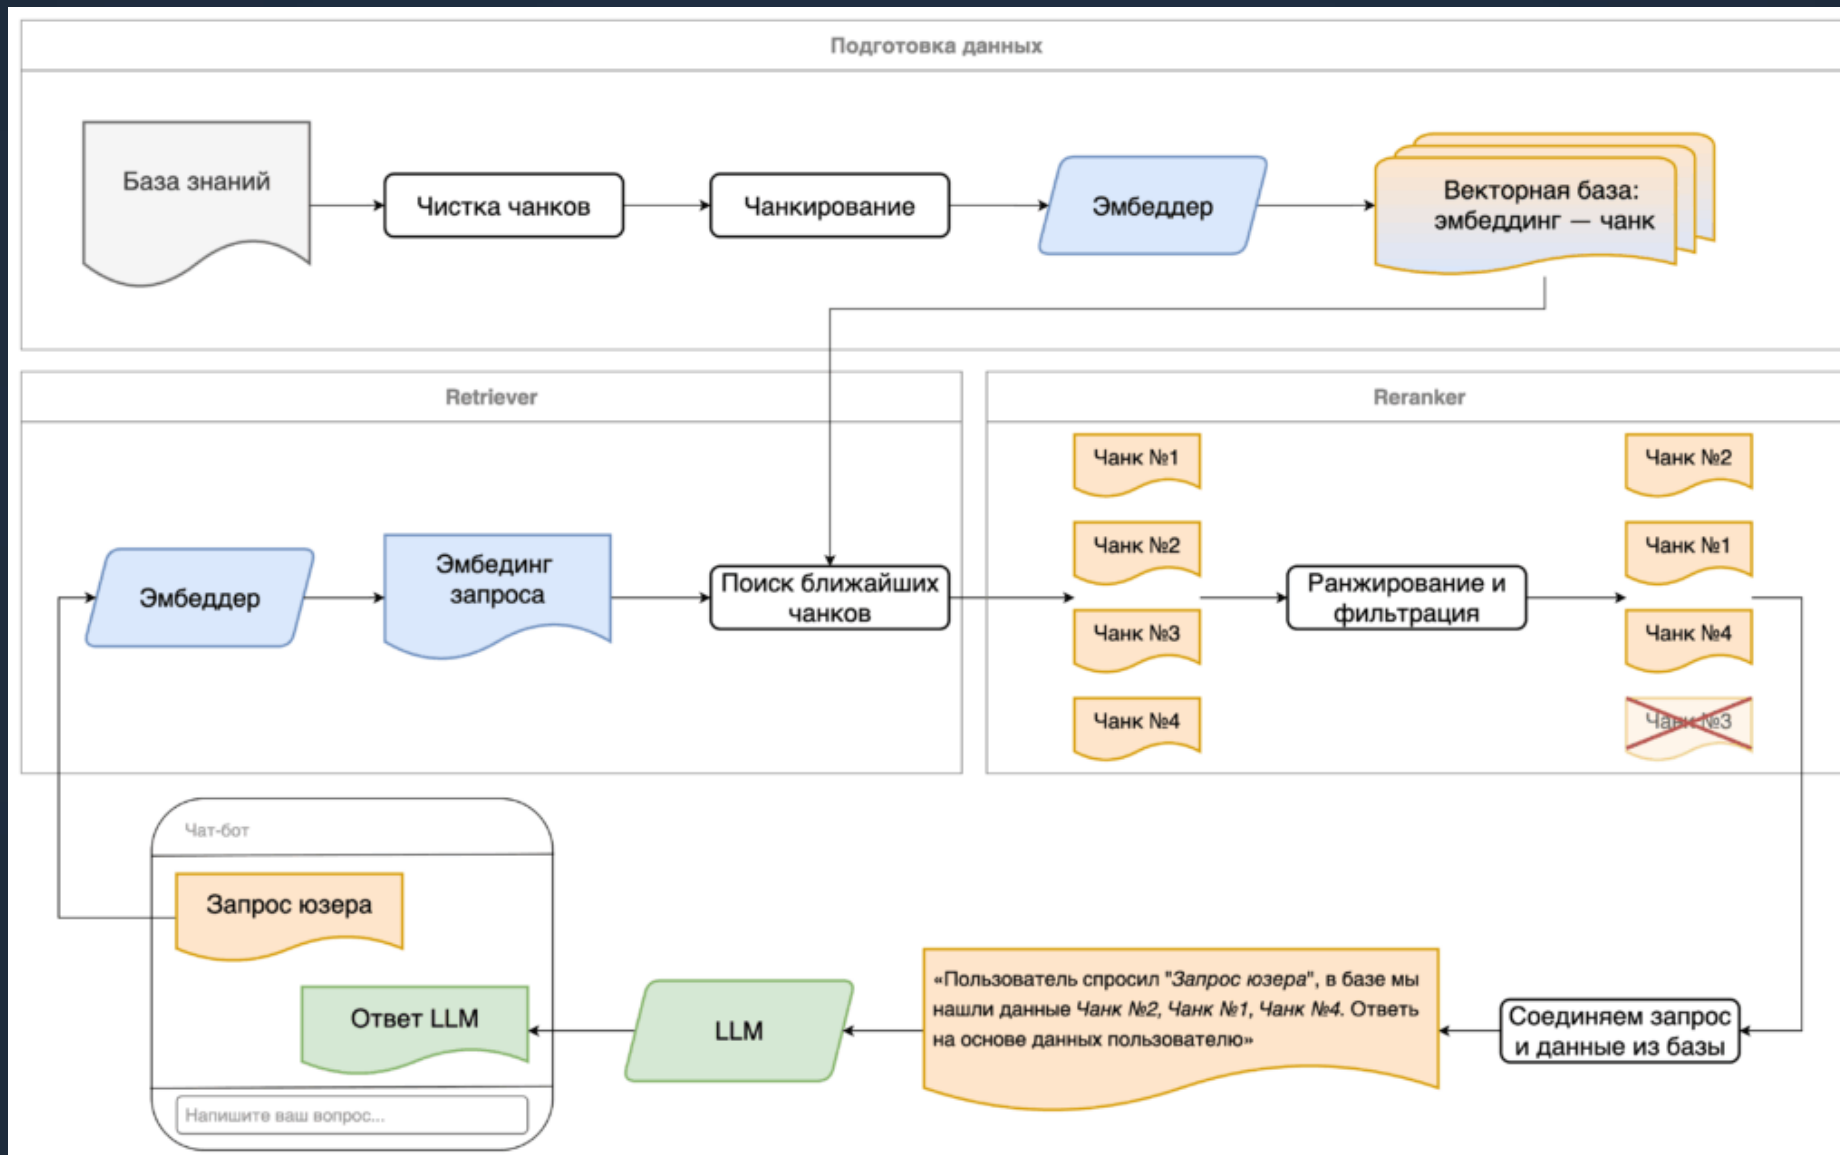 Подготовка данных
База знаний
Чистка чанков
Чанкирование
Эмбеддер
Векторная база:
эмбеддинг — чанк
Retriever
Эмбеддер
Эмбединг
запроса
Поиск ближайших
чанков
Reranker
Чанк №1
Чанк №2
Чанк №3
Чанк №4
Ранжирование и
фильтрация
Чанк №2
Чанк №1
Чанк №4
Чанк №3
Чат-бот
Запрос юзера
Ответ LLM
Напишите ваш вопрос...
LLM
«Пользователь спросил "Запрос юзера", в базе мы
нашли данные Чанк №2, Чанк №1, Чанк №4. Ответь
на основе данных пользователю»
Соединяем запрос
и данные из базы